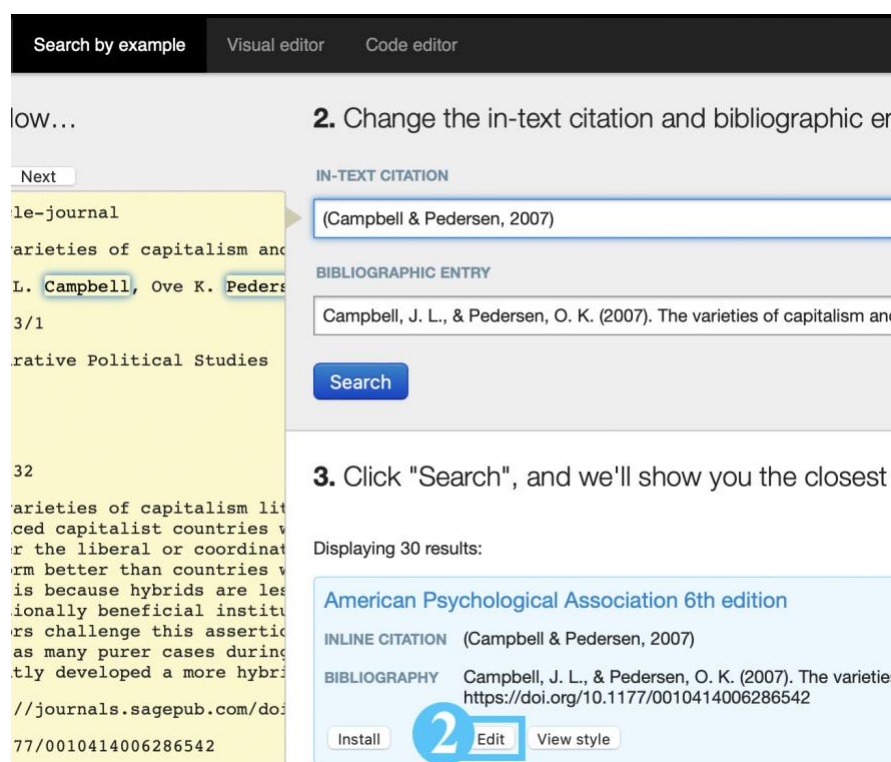 Search by example Visual editor Code editor
low...
Next
le-journal
arieties of capitalism and
L. Campbell, Ove K. Peders
3/1
rative Political Studies
32
arieties of capitalism lit
ced capitalist countries w
r the liberal or coordinat
rm better than countries w
is because hybrids are les
ionally beneficial institu
rs challenge this assertio
as many purer cases during
tly developed a more hybri
//journals.sagepub.com/doi
77/0010414006286542
2. Change the in-text citation and bibliographic en
IN-TEXT CITATION
(Campbell & Pedersen, 2007)
BIBLIOGRAPHIC ENTRY
Campbell, J. L., & Pedersen, O. K. (2007). The varieties of capitalism and
Search
3. Click "Search", and we'll show you the closest
Displaying 30 results:
American Psychological Association 6th edition
INLINE CITATION (Campbell & Pedersen, 2007)
BIBLIOGRAPHY Campbell, J. L., & Pedersen, O. K. (2007). The varieties
https://doi.org/10.1177/0010414006286542
Install 2 Edit View style